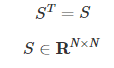 S^T = S
S ∈ R^{N×N}